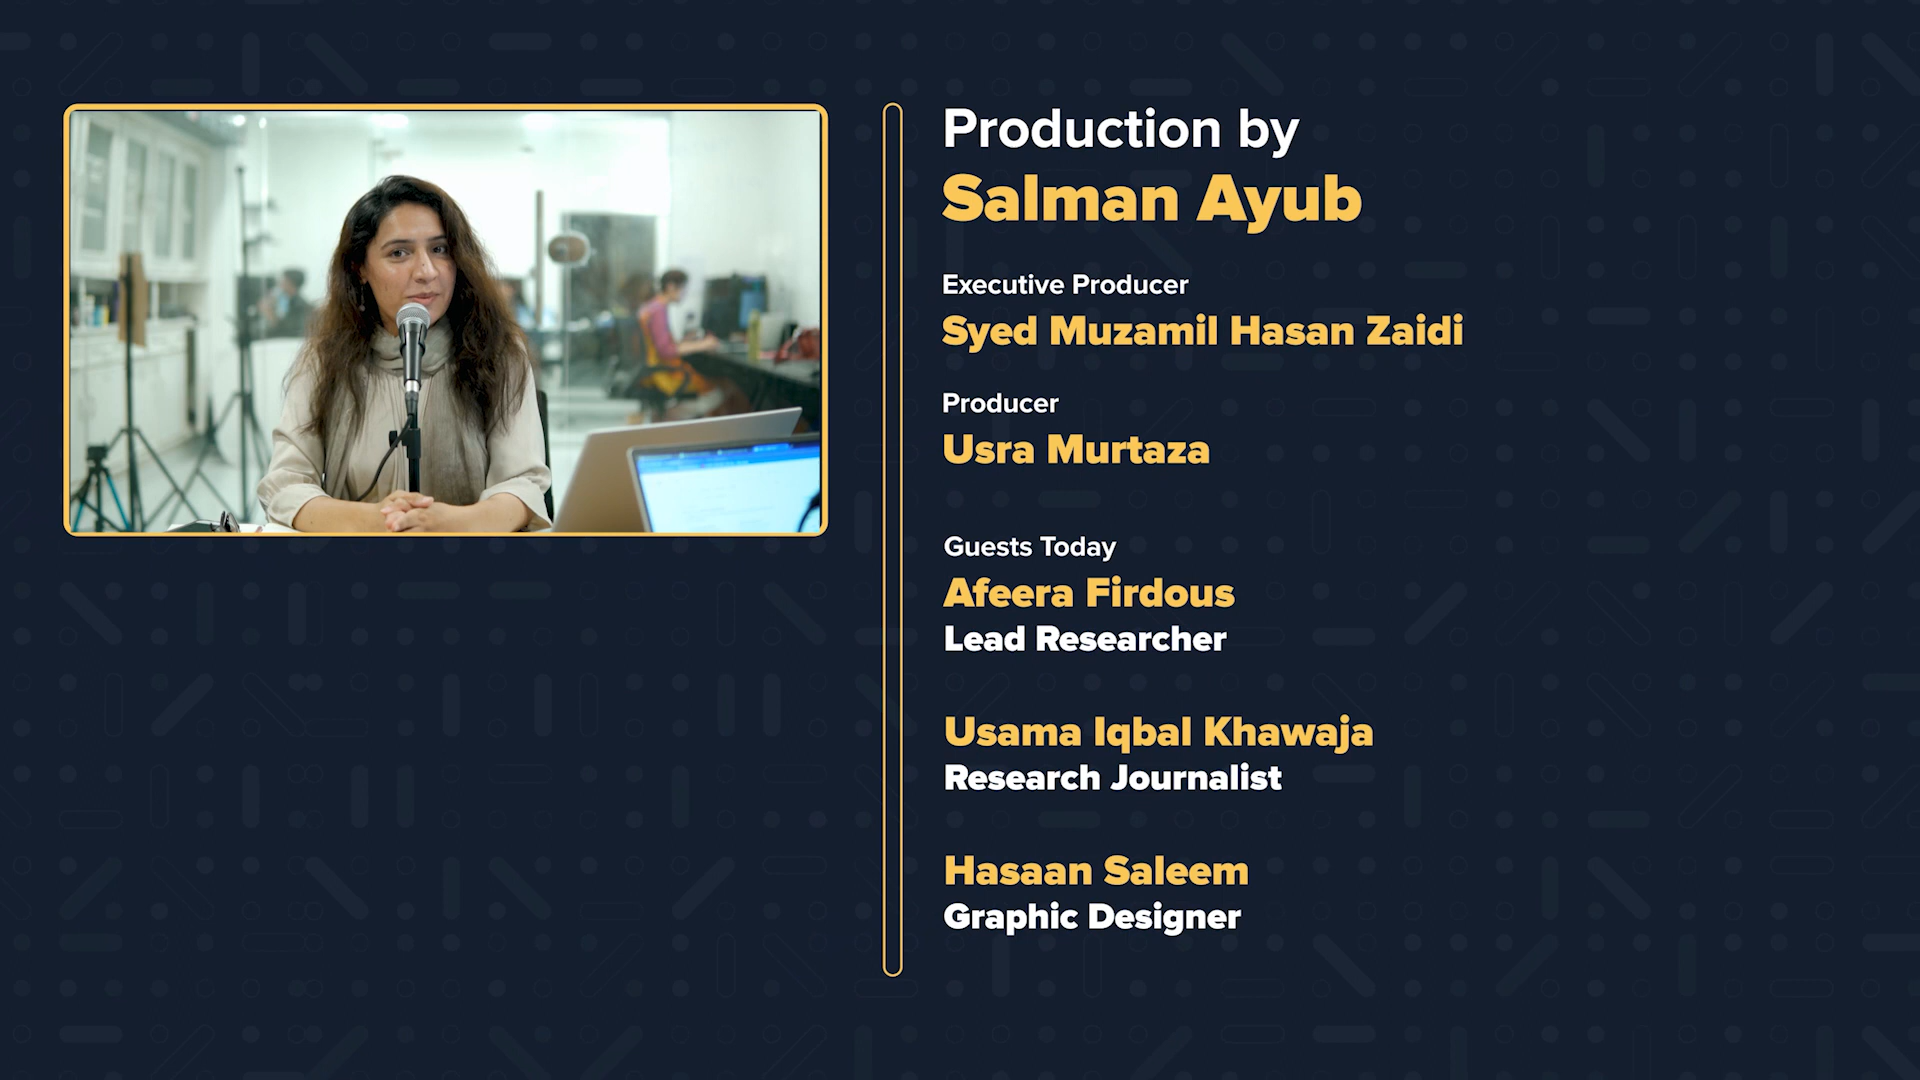 Production by
Salman Ayub
Executive Producer
Syed Muzamil Hasan Zaidi
Producer
Usra Murtaza
Guests Today
Afeera Firdous
Lead Researcher
Usama Iqbal Khawaja
Research Journalist
Hasaan Saleem
Graphic Designer